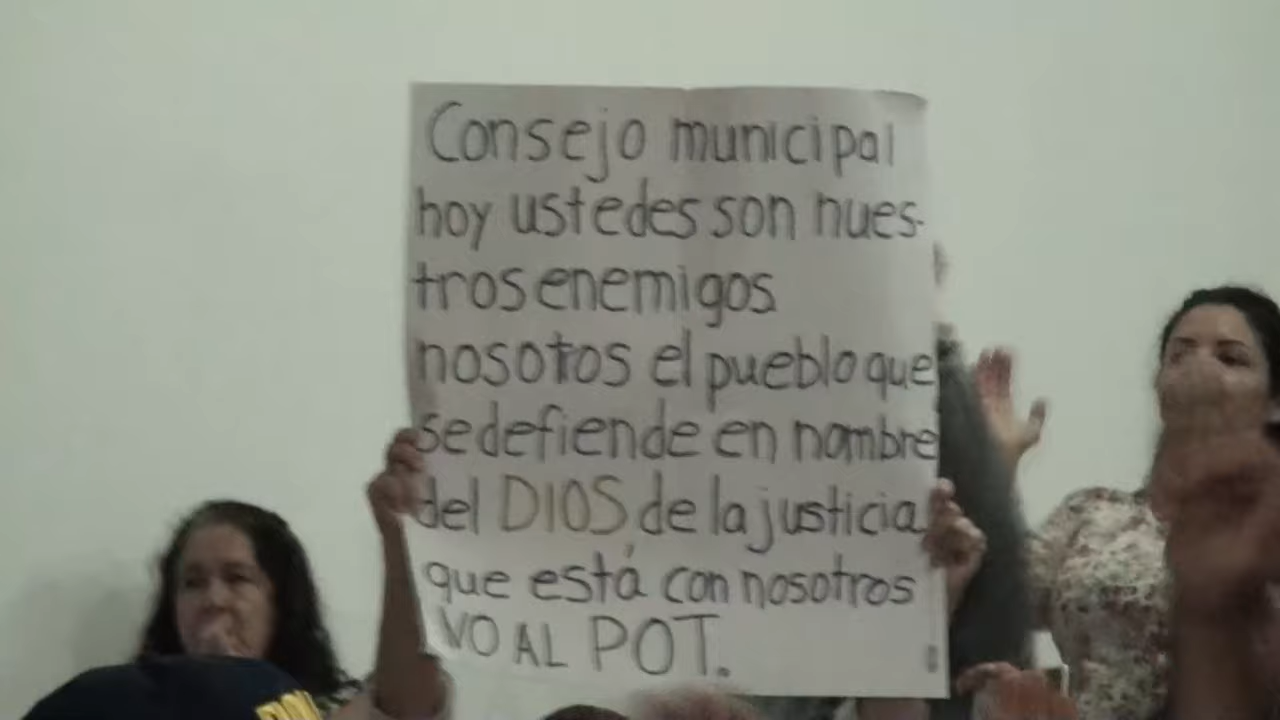 Consejo municipal
hoy ustedes son nues-
tros enemigos
nosotros el pueblo que
se defiende en nombre
del DIOS, de la justicia
que está con nosotros
NO AL POT.